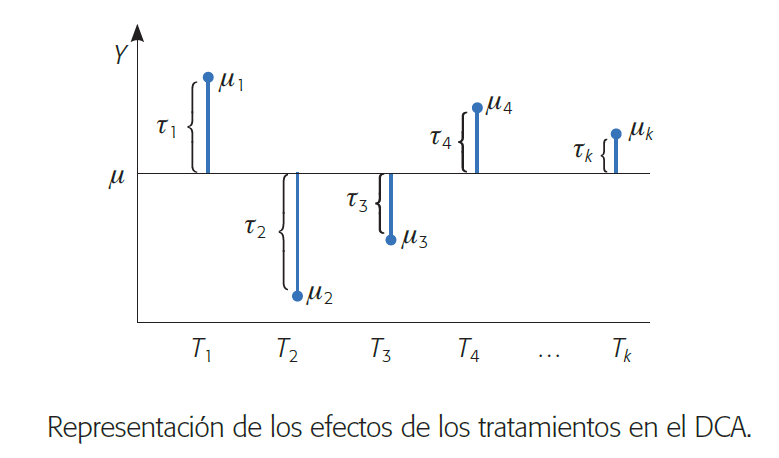 Y
μ1
τ1
μ4
τ4
μk
τk
μ
τ2
τ3
μ3
μ2
T1 T2 T3 T4 ... Tk
Representación de los efectos de los tratamientos en el DCA.